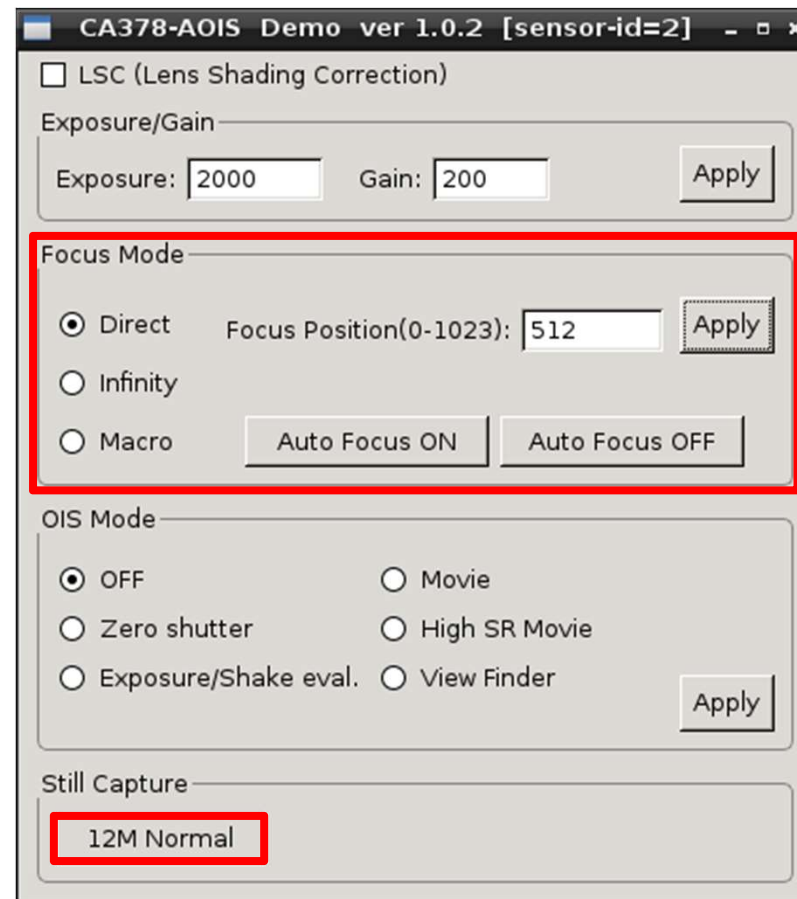 CA378-AOIS Demo ver 1.0.2 [sensor-id=2]
LSC (Lens Shading Correction)
Exposure/Gain
Exposure: 2000 Gain: 200 Apply
Focus Mode
Direct Focus Position(0-1023): 512 Apply
Infinity
Macro Auto Focus ON Auto Focus OFF
OIS Mode
OFF Movie
Zero shutter High SR Movie
Exposure/Shake eval. View Finder
Apply
Still Capture
12M Normal